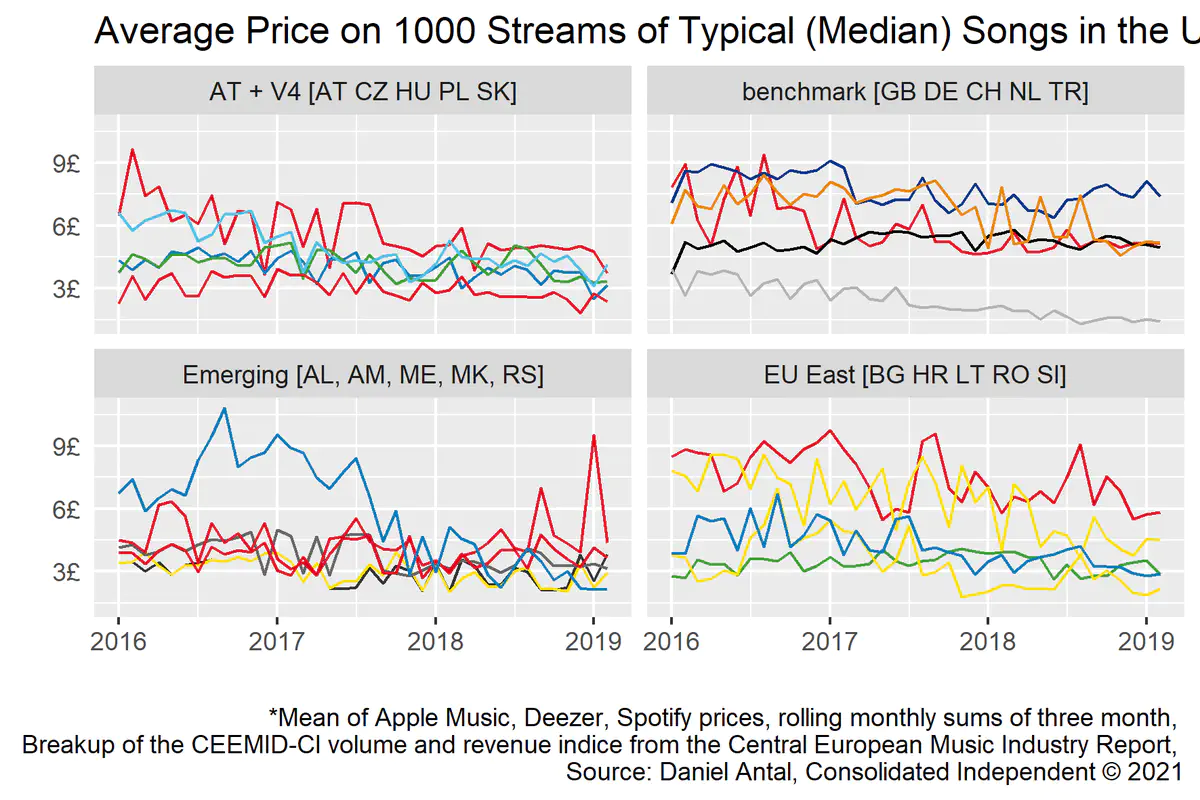 Average Price on 1000 Streams of Typical (Median) Songs in the U
AT + V4 [AT CZ HU PL SK]
benchmark [GB DE CH NL TR]
9£
6£
3£
Emerging [AL, AM, ME, MK, RS]
EU East [BG HR LT RO SI]
9£
6£
3£
2016 2017 2018 2019 2016 2017 2018 2019
*Mean of Apple Music, Deezer, Spotify prices, rolling monthly sums of three month,
Breakup of the CEEMID-CI volume and revenue indice from the Central European Music Industry Report,
Source: Daniel Antal, Consolidated Independent © 2021